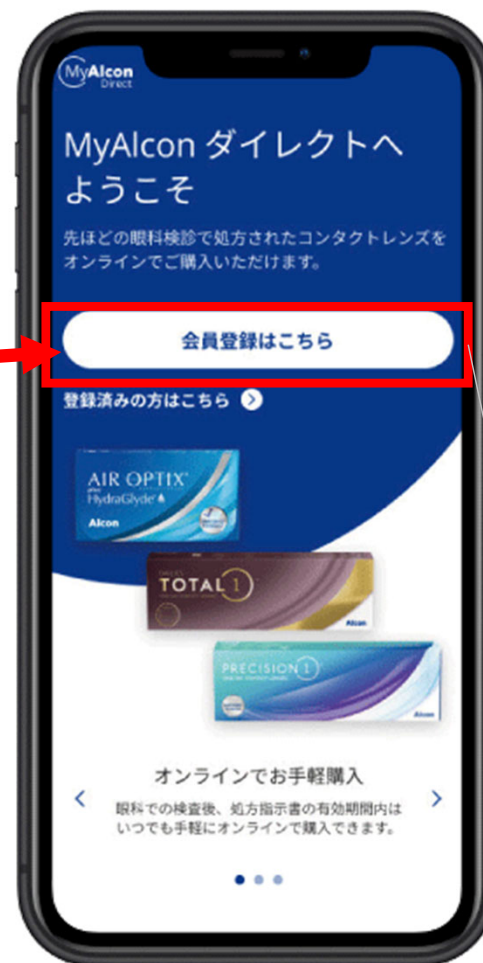 MyAlcon
Direct
MyAlcon ダイレクトへ
ようこそ
先ほどの眼科検診で処方されたコンタクトレンズを
オンラインでご購入いただけます。
会員登録はこちら
登録済みの方はこちら
AIR OPTIX
plus
HydraGlyde
Alcon
TOTAL 1
Alcon
PRECISION 1
Alcon
オンラインでお手軽購入
眼科での検査後、処方指示書の有効期間内は
いつでも手軽にオンラインで購入できます。